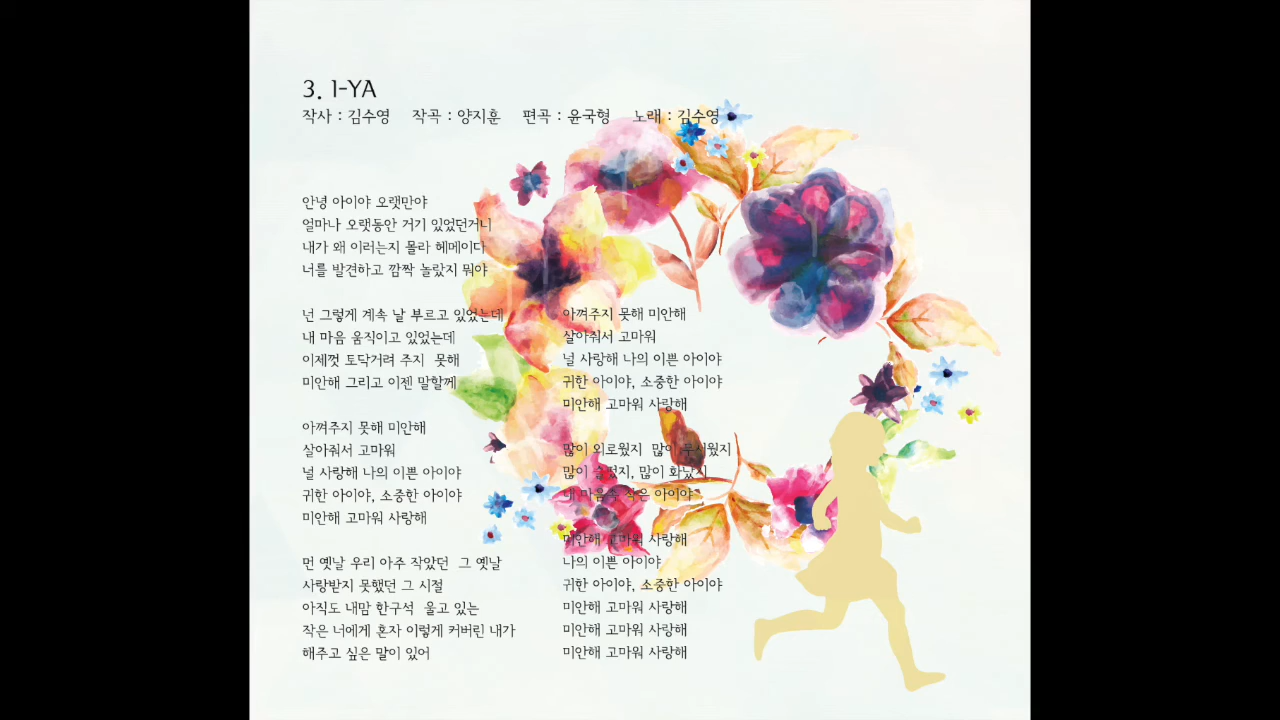 3. I-YA
작사 : 김수영 작곡 : 양지훈 편곡 : 윤국형 노래 : 김수영
안녕 아이야 오랫만야
얼마나 오랫동안 거기 있었던거니
내가 왜 이러는지 몰라 헤메이다
너를 발견하고 깜짝 놀랐지 뭐야
넌 그렇게 계속 날 부르고 있었는데
내 마음 움직이고 있었는데
이제껏 토닥거려 주지 못해
미안해 그리고 이젠 말할께
아껴주지 못해 미안해
살아줘서 고마워
널 사랑해 나의 이쁜 아이야
귀한 아이야, 소중한 아이야
미안해 고마워 사랑해
먼 옛날 우리 아주 작았던 그 옛날
사랑받지 못했던 그 시절
아직도 내맘 한구석 울고 있는
작은 너에게 혼자 이렇게 커버린 내가
해주고 싶은 말이 있어
아껴주지 못해 미안해
살아줘서 고마워
널 사랑해 나의 이쁜 아이야
귀한 아이야, 소중한 아이야
미안해 고마워 사랑해
많이 외로웠지 많이 무서웠지
많이 슬펐지, 많이 화났지
내 마음속 작은 아이야
미안해 고마워 사랑해
나의 이쁜 아이야
귀한 아이야, 소중한 아이야
미안해 고마워 사랑해
미안해 고마워 사랑해
미안해 고마워 사랑해